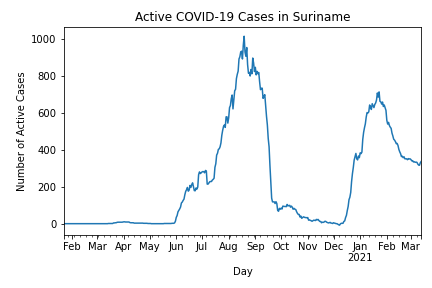 Active COVID-19 Cases in Suriname
Number of Active Cases
1000
800
600
400
200
0
Feb Mar Apr May Jun Jul Aug Sep Oct Nov Dec Jan Feb Mar
2021
Day